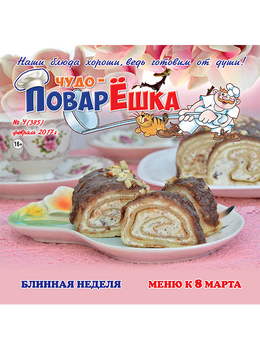 Наши блюда хороши, ведь готовим от души!
ЧУДО-
ПОВАРЁШКА
№ 4 (385)
февраль 2017 г.
18+
БЛИННАЯ НЕДЕЛЯ
МЕНЮ К 8 МАРТА